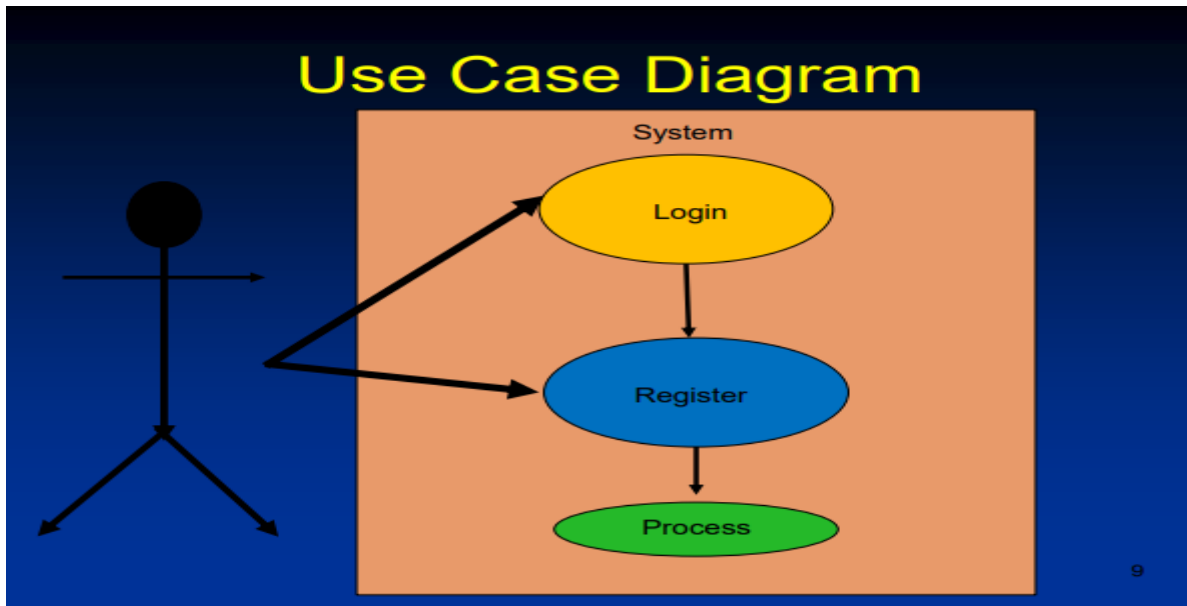 Use Case Diagram
System
Login
Register
Process
9